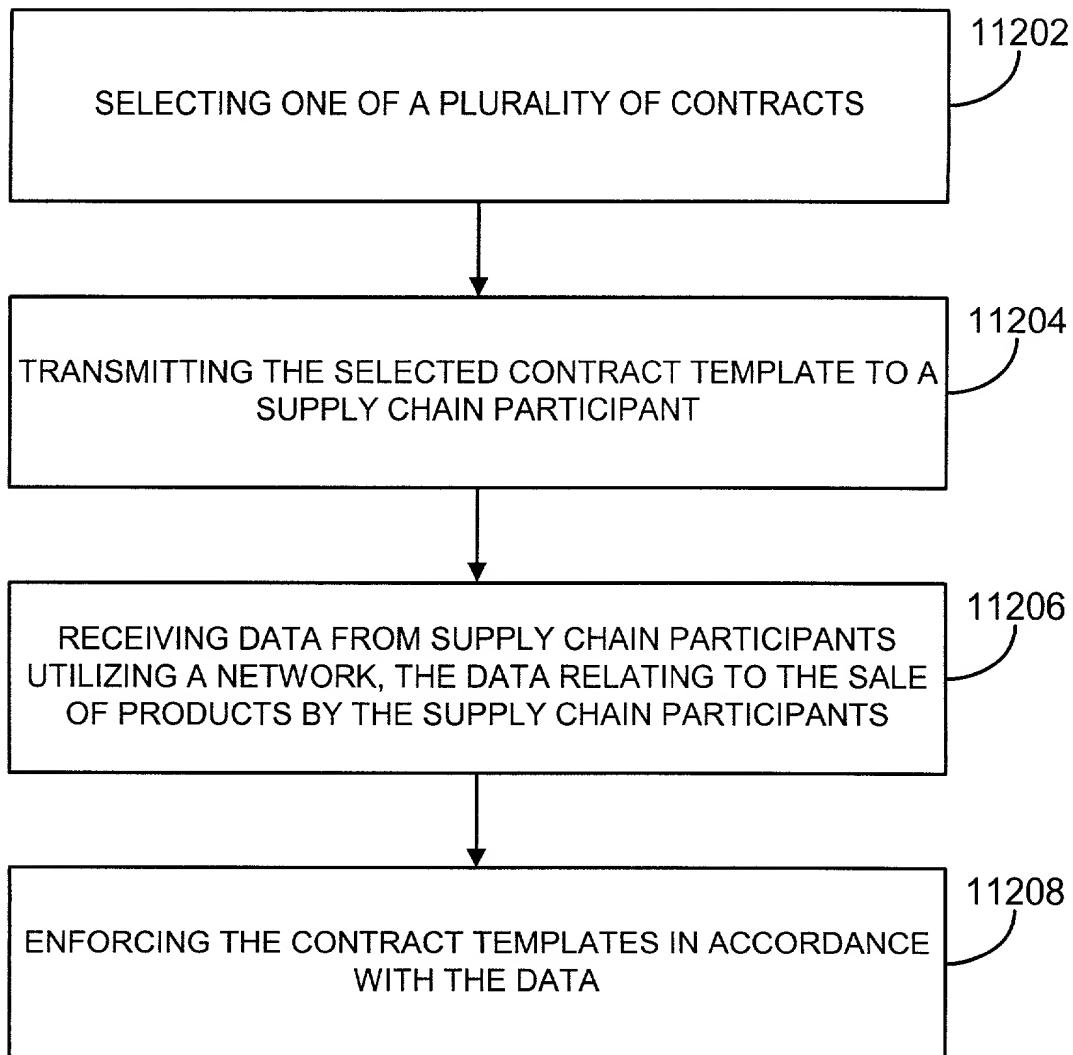 11202
SELECTING ONE OF A PLURALITY OF CONTRACTS
11204
TRANSMITTING THE SELECTED CONTRACT TEMPLATE TO A
SUPPLY CHAIN PARTICIPANT
11206
RECEIVING DATA FROM SUPPLY CHAIN PARTICIPANTS
UTILIZING A NETWORK, THE DATA RELATING TO THE SALE
OF PRODUCTS BY THE SUPPLY CHAIN PARTICIPANTS
11208
ENFORCING THE CONTRACT TEMPLATES IN ACCORDANCE
WITH THE DATA